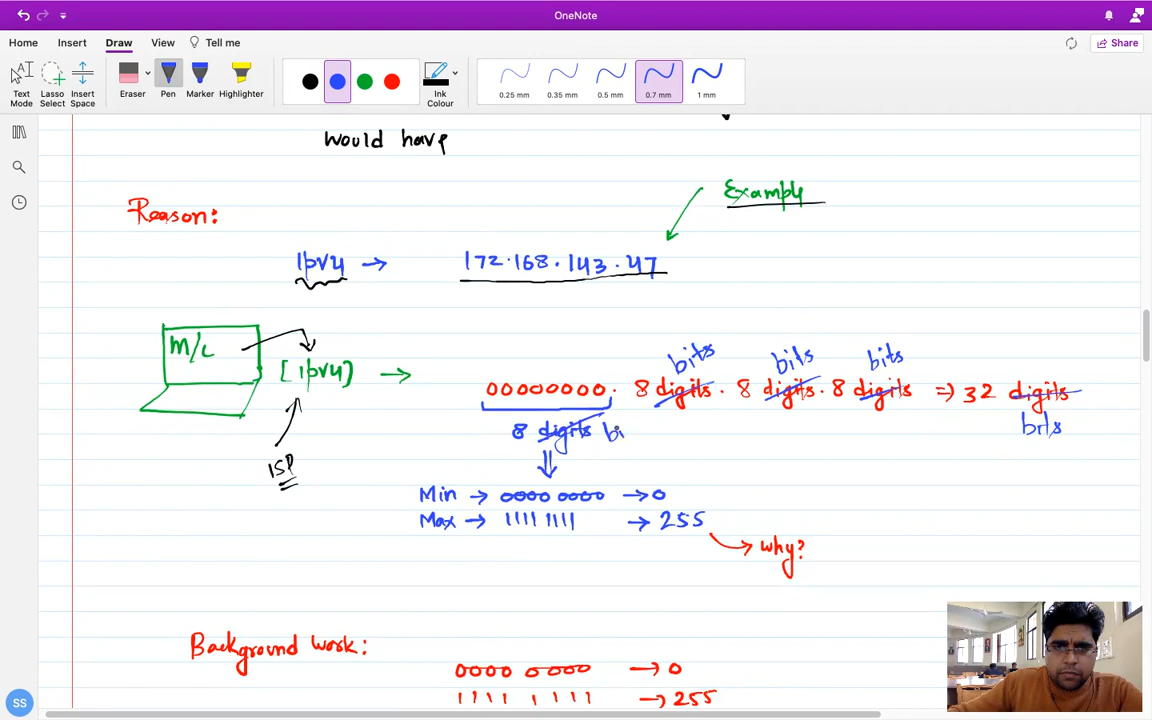 OneNote
Home Insert Draw View Tell me
Share
Text Mode
Lasso Select
Insert Space
Eraser
Pen
Marker
Highlighter
Ink Colour
0.25 mm 0.35 mm 0.5 mm 0.7 mm 1 mm
would have
Example
Reason:
IPv4 → 172.168.143.47
M/C
[IPv4] →
bits bits bits
00000000. 8 digits. 8 digits. 8 digits => 32 digits
8 digits bi
bits
ISP
Min → 0000 0000 → 0
Max → 1111 1111 → 255
why?
Background work:
0000 0000 → 0
1111 1111 → 255
SS